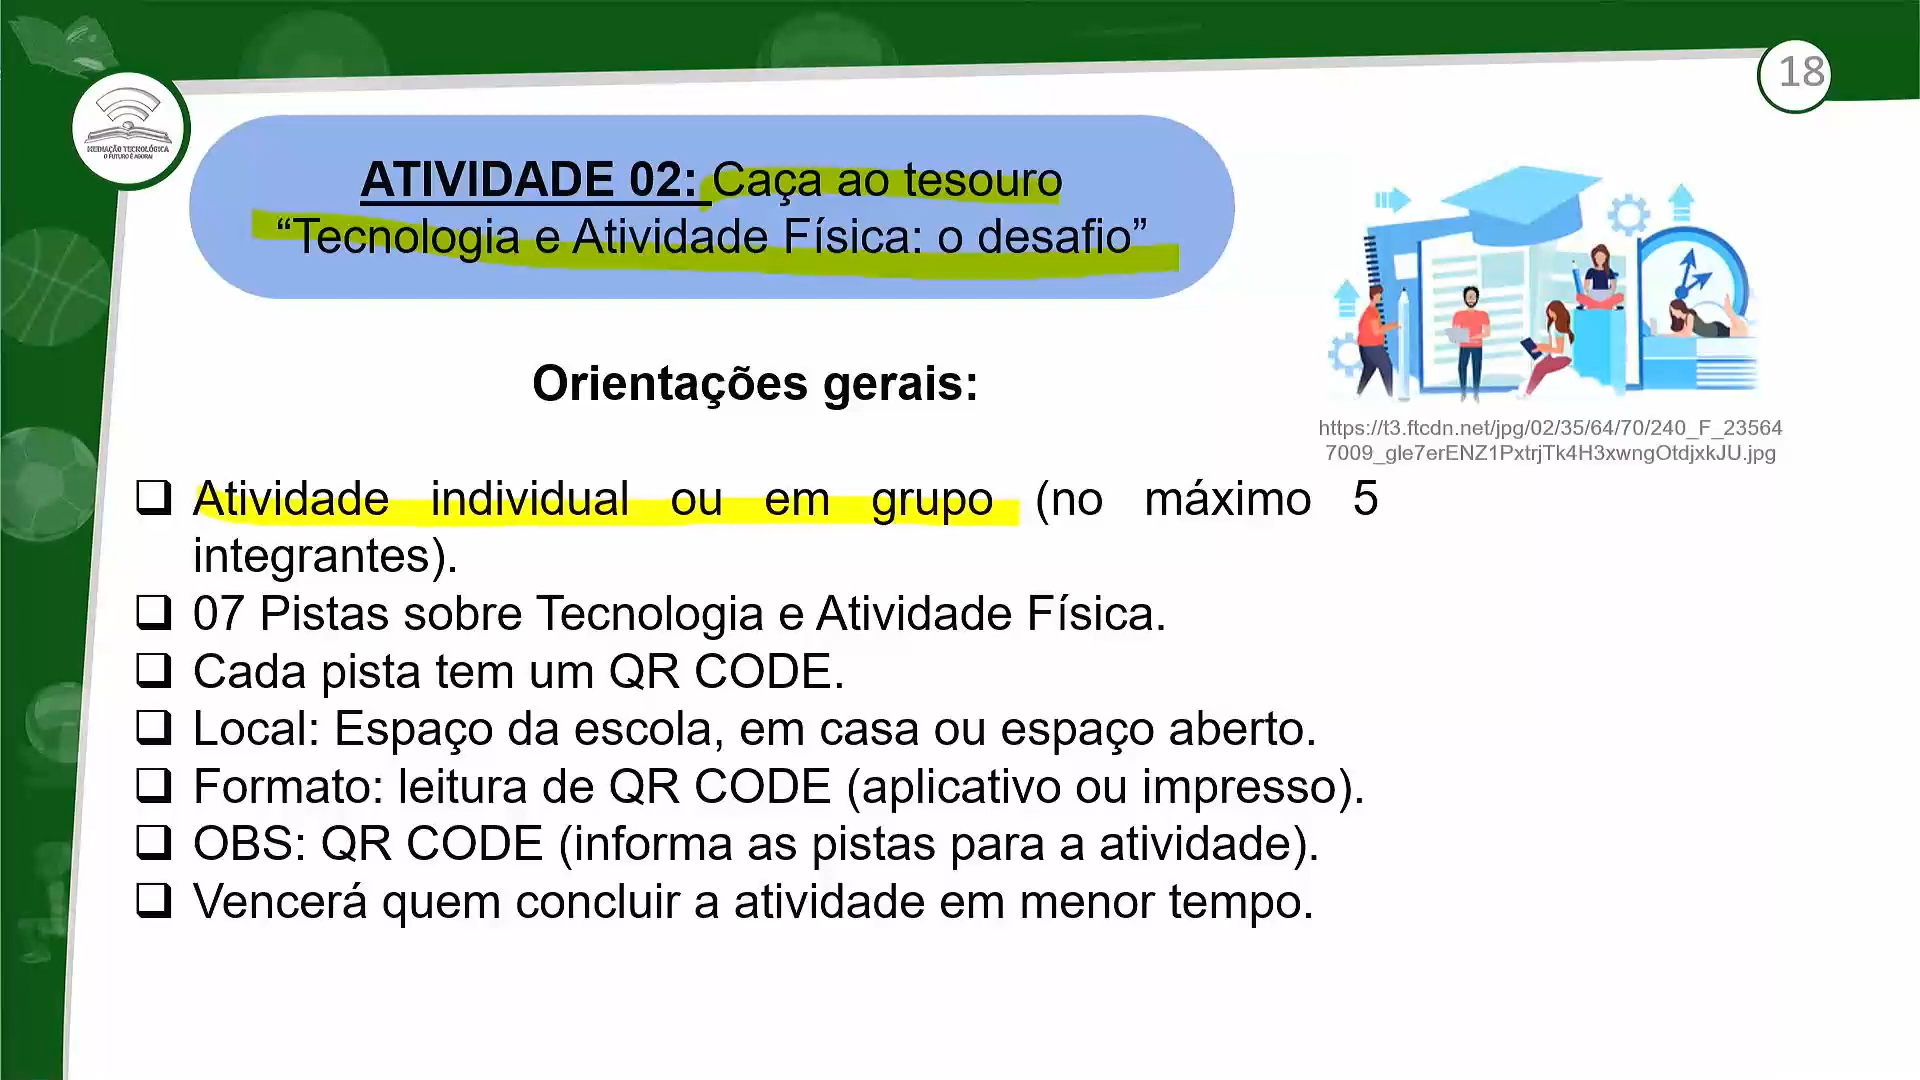 18
MEDIAÇÃO TECNOLÓGICA
O FUTURO É AGORA!
ATIVIDADE 02: Caça ao tesouro
“Tecnologia e Atividade Física: o desafio”
https://t3.ftcdn.net/jpg/02/35/64/70/240_F_23564
7009_gle7erENZ1PxtrjTk4H3xwngOtdjxkJU.jpg
Orientações gerais:
❑ Atividade individual ou em grupo (no máximo 5
integrantes).
❑ 07 Pistas sobre Tecnologia e Atividade Física.
❑ Cada pista tem um QR CODE.
❑ Local: Espaço da escola, em casa ou espaço aberto.
❑ Formato: leitura de QR CODE (aplicativo ou impresso).
❑ OBS: QR CODE (informa as pistas para a atividade).
❑ Vencerá quem concluir a atividade em menor tempo.